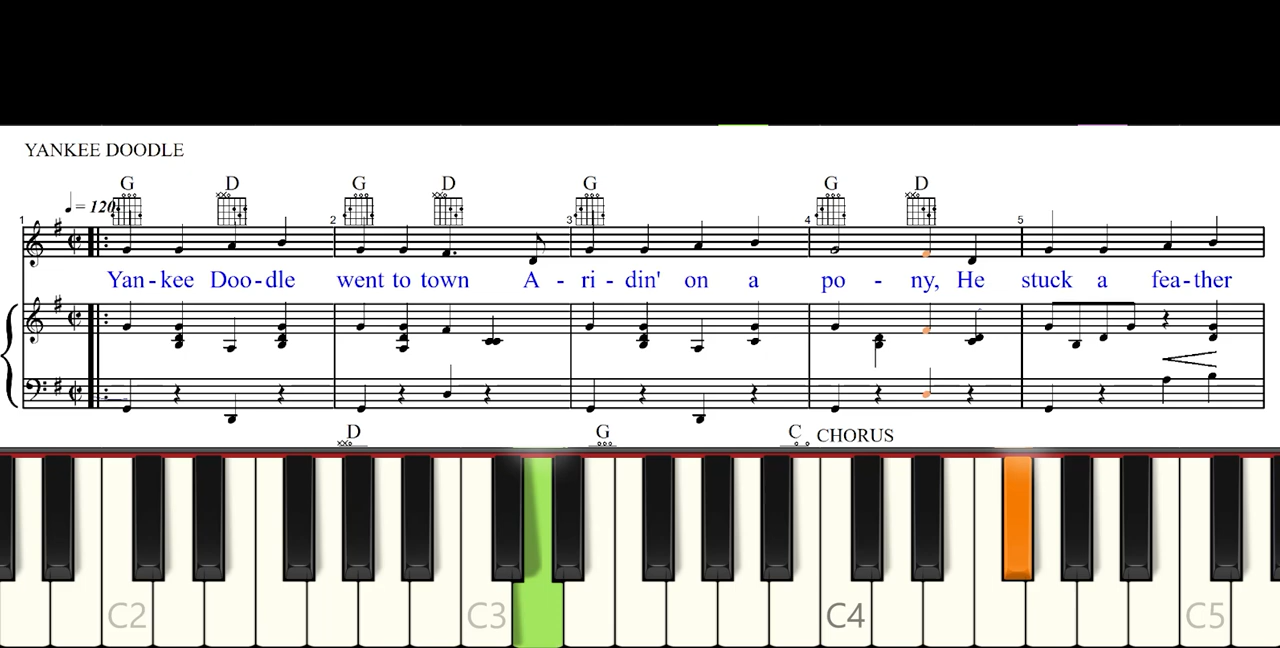 YANKEE DOODLE
G D G D G G D
= 120
1 2 3 4 5
Yan - kee Doo - dle went to town A - ri - din' on a po - ny, He stuck a fea - ther
D G C CHORUS
C2 C3 C4 C5